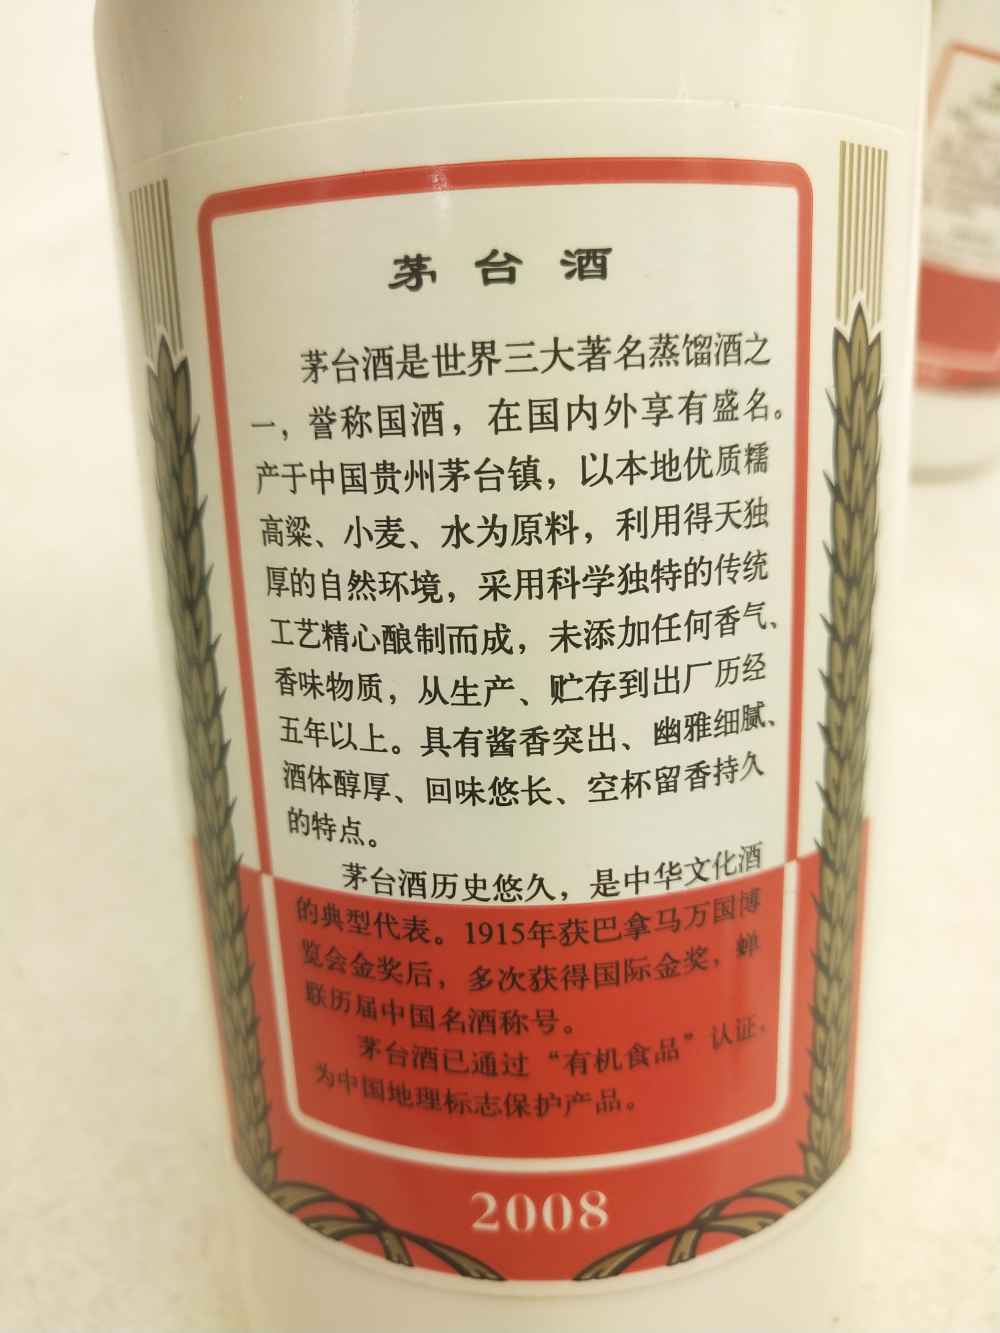 茅台酒
茅台酒是世界三大著名蒸馏酒之
一，誉称国酒，在国内外享有盛名。
产于中国贵州茅台镇，以本地优质糯
高粱、小麦、水为原料，利用得天独
厚的自然环境，采用科学独特的传统
工艺精心酿制而成，未添加任何香气、
香味物质，从生产、贮存到出厂历经
五年以上。具有酱香突出、幽雅细腻、
酒体醇厚、回味悠长、空杯留香持久
的特点。
茅台酒历史悠久，是中华文化酒
的典型代表。1915年获巴拿马万国博
览会金奖后，多次获得国际金奖，蝉
联历届中国名酒称号。
茅台酒已通过“有机食品”认证，
为中国地理标志保护产品。
2008